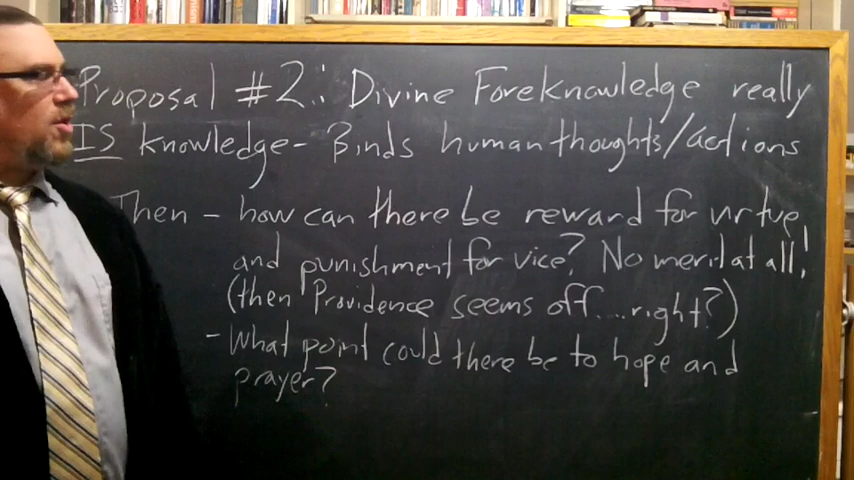 Proposal #2: Divine Foreknowledge really
IS knowledge - Binds human thoughts/actions
Then - how can there be reward for virtue
and punishment for vice? No merit at all!
(then Providence seems off....right?)
- What point could there be to hope and
prayer?